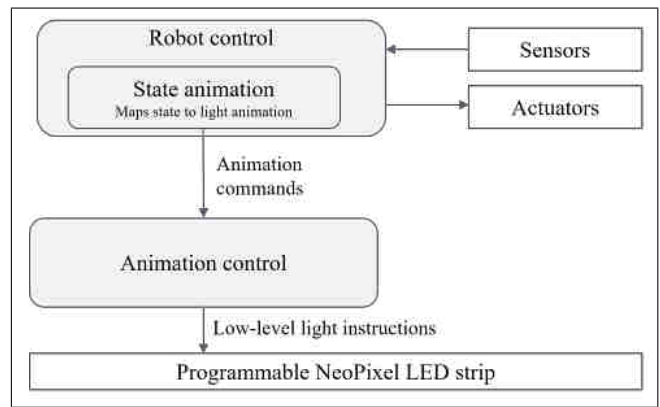 Robot control
Sensors
State animation
Maps state to light animation
Actuators
Animation
commands
Animation control
Low-level light instructions
Programmable NeoPixel LED strip